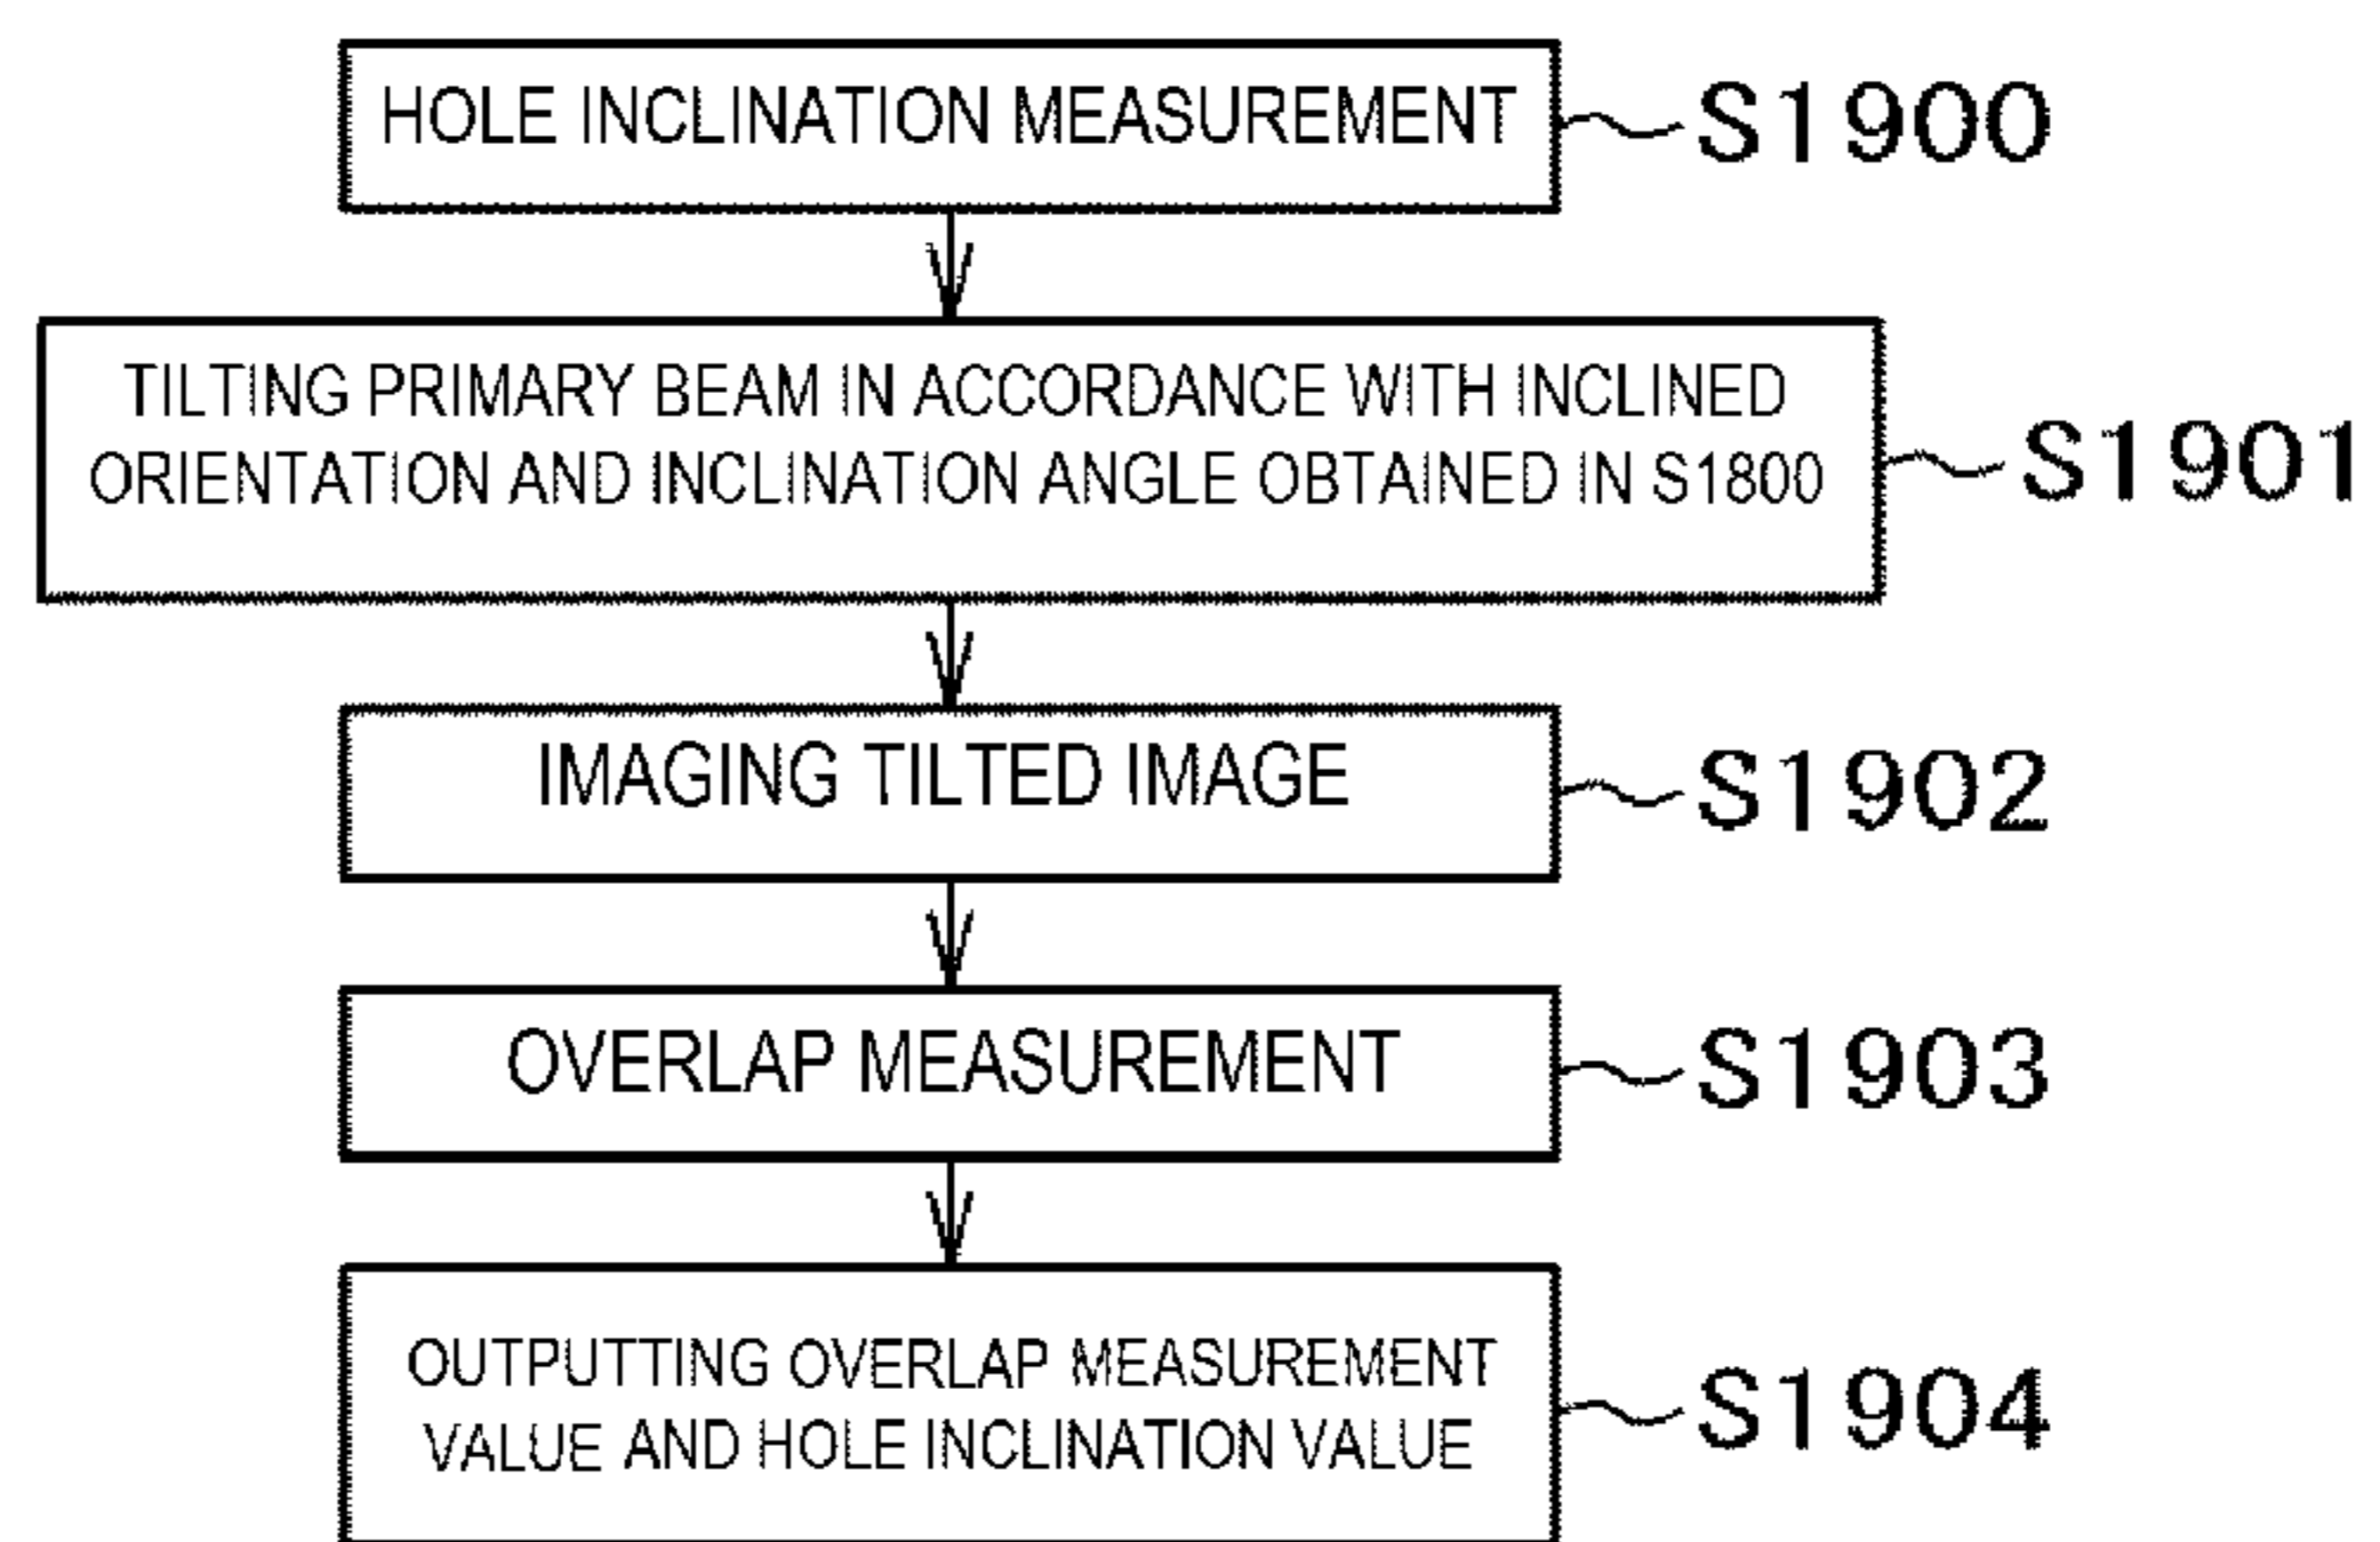 HOLE INCLINATION MEASUREMENT
S1900
TILTING PRIMARY BEAM IN ACCORDANCE WITH INCLINED
ORIENTATION AND INCLINATION ANGLE OBTAINED IN S1800
S1901
IMAGING TILTED IMAGE
S1902
OVERLAP MEASUREMENT
S1903
OUTPUTTING OVERLAP MEASUREMENT
VALUE AND HOLE INCLINATION VALUE
S1904